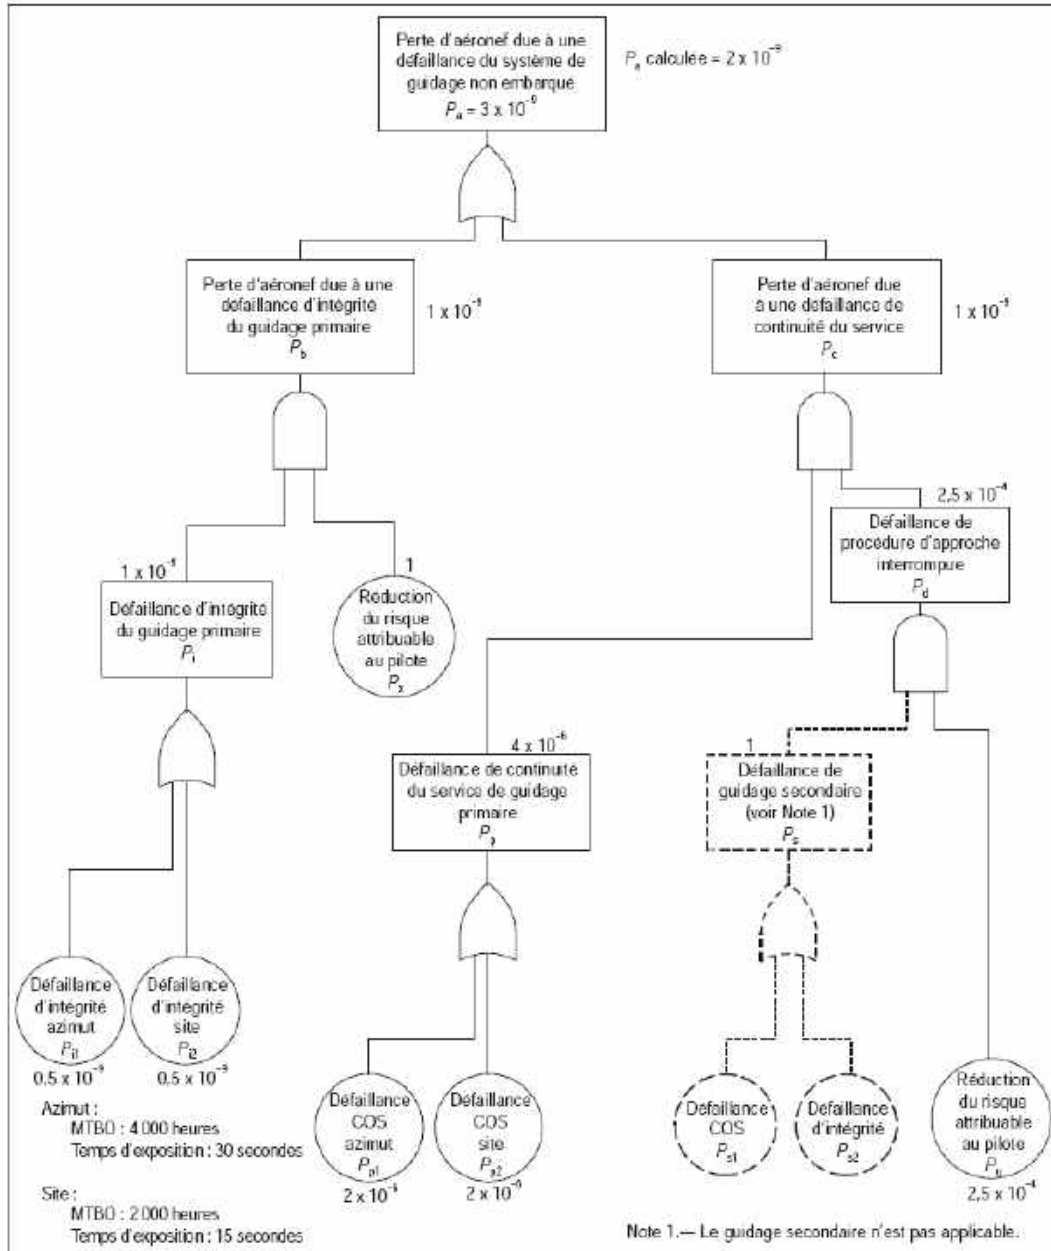 Perte d'aéronef due à une
défaillance du système de
guidage non embarqué
Pa = 3 x 10⁻⁹
Pa calculée = 2 x 10⁻⁹
Perte d'aéronef due à une
défaillance d'intégrité
du guidage primaire
Pb
1 x 10⁻⁹
Perte d'aéronef due
à une défaillance de
continuité du service
Pc
1 x 10⁻⁹
2,5 x 10⁻⁴
Défaillance de
procédure d'approche
interrompue
Pd
1 x 10⁻⁹
Défaillance d'intégrité
du guidage primaire
Pi
1
Réduction
du risque
attribuable
au pilote
Px
4 x 10⁻⁶
Défaillance de continuité
du service de guidage
primaire
Pp
1
Défaillance de
guidage secondaire
(voir Note 1)
Ps
Défaillance
d'intégrité
azimut
Pi1
0.5 x 10⁻⁹
Défaillance
d'intégrité
site
Pi2
0.5 x 10⁻⁹
Défaillance
COS
azimut
Pp1
2 x 10⁻⁶
Défaillance
COS
site
Pp2
2 x 10⁻⁶
Défaillance
COS
Ps1
Défaillance
d'intégrité
Ps2
Réduction
du risque
attribuable
au pilote
Pu
2,5 x 10⁻⁴
Azimut :
MTBO : 4 000 heures
Temps d'exposition : 30 secondes
Site :
MTBO : 2 000 heures
Temps d'exposition : 15 secondes
Note 1.— Le guidage secondaire n'est pas applicable.